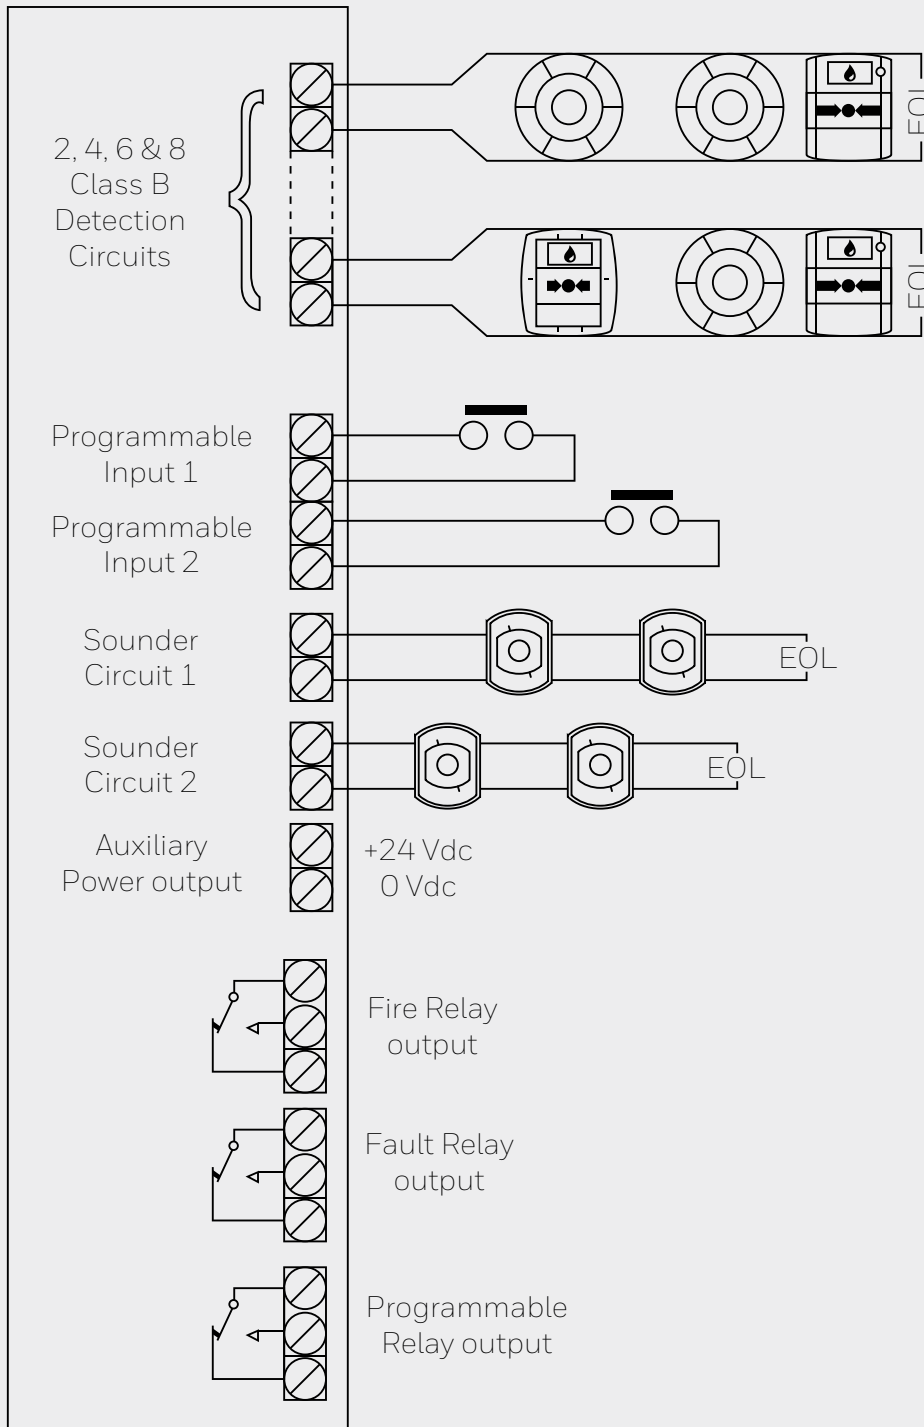 2, 4, 6 & 8
Class B
Detection
Circuits
EOL
EOL
Programmable
Input 1
Programmable
Input 2
Sounder
Circuit 1
EOL
Sounder
Circuit 2
EOL
Auxiliary
Power output
+24 Vdc
0 Vdc
Fire Relay
output
Fault Relay
output
Programmable
Relay output